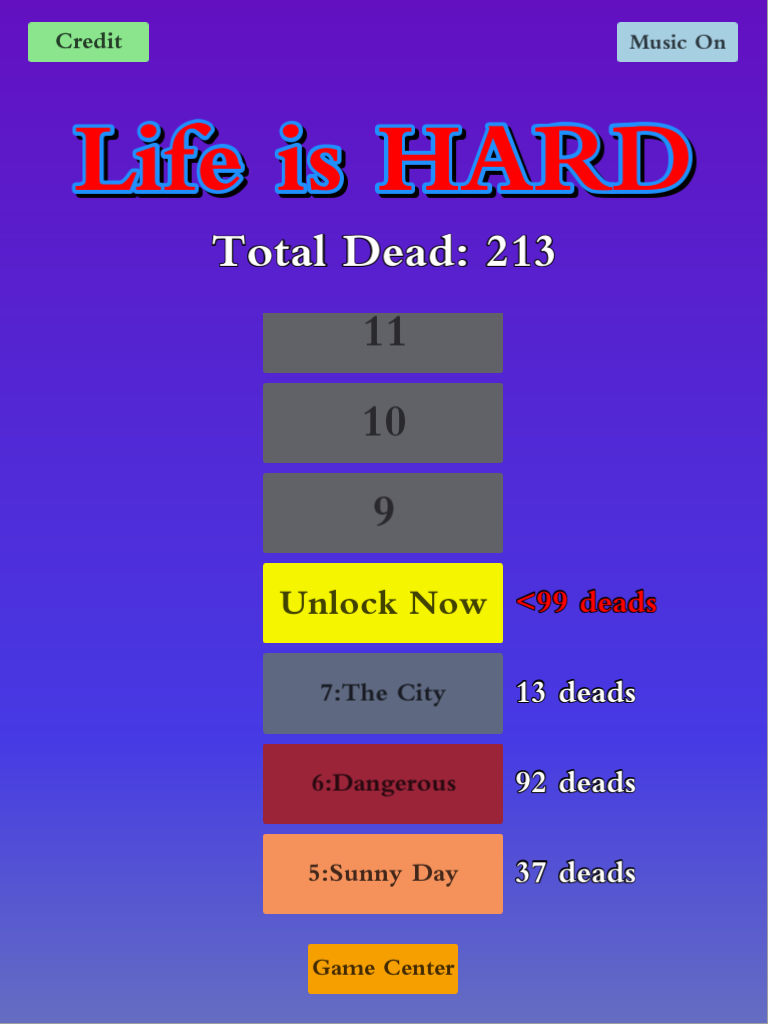 Credit
Music On
Life is HARD
Total Dead: 213
11
10
9
Unlock Now <99 deads
7:The City 13 deads
6:Dangerous 92 deads
5:Sunny Day 37 deads
Game Center